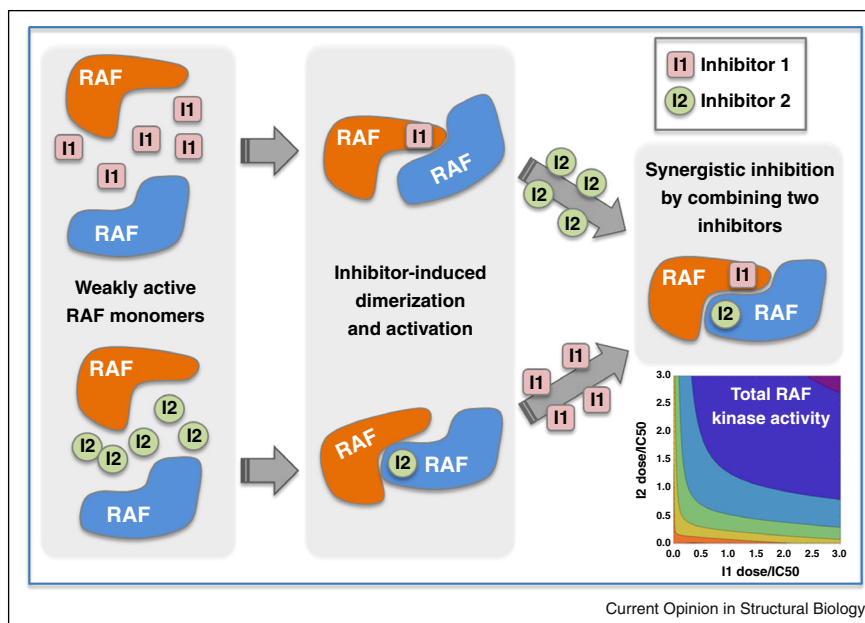 RAF
I1
I1
I1
I1
I1
RAF
Weakly active
RAF monomers
RAF
I2
I2
I2
I2
I2
RAF
RAF
I1
RAF
Inhibitor-induced
dimerization
and activation
RAF
I2
RAF
I2
I2
I2
I2
I1
I1
I1
I1
I1 Inhibitor 1
I2 Inhibitor 2
Synergistic inhibition
by combining two
inhibitors
RAF
I1
I2
RAF
Total RAF
kinase activity
I2 dose/IC50
3.0
2.5
2.0
1.5
1.0
0.5
0.0
0.0 0.5 1.0 1.5 2.0 2.5 3.0
I1 dose/IC50
Current Opinion in Structural Biology